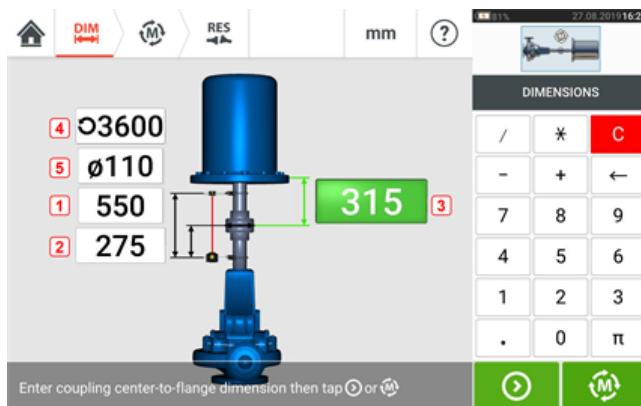 DIM
M
RES
mm
?
81%
27.08.2019 16:2
DIMENSIONS
4
3600
5
ø110
1
550
2
275
315
3
/
*
C
-
+
←
7
8
9
4
5
6
1
2
3
.
0
π
Enter coupling center-to-flange dimension then tap or M
M